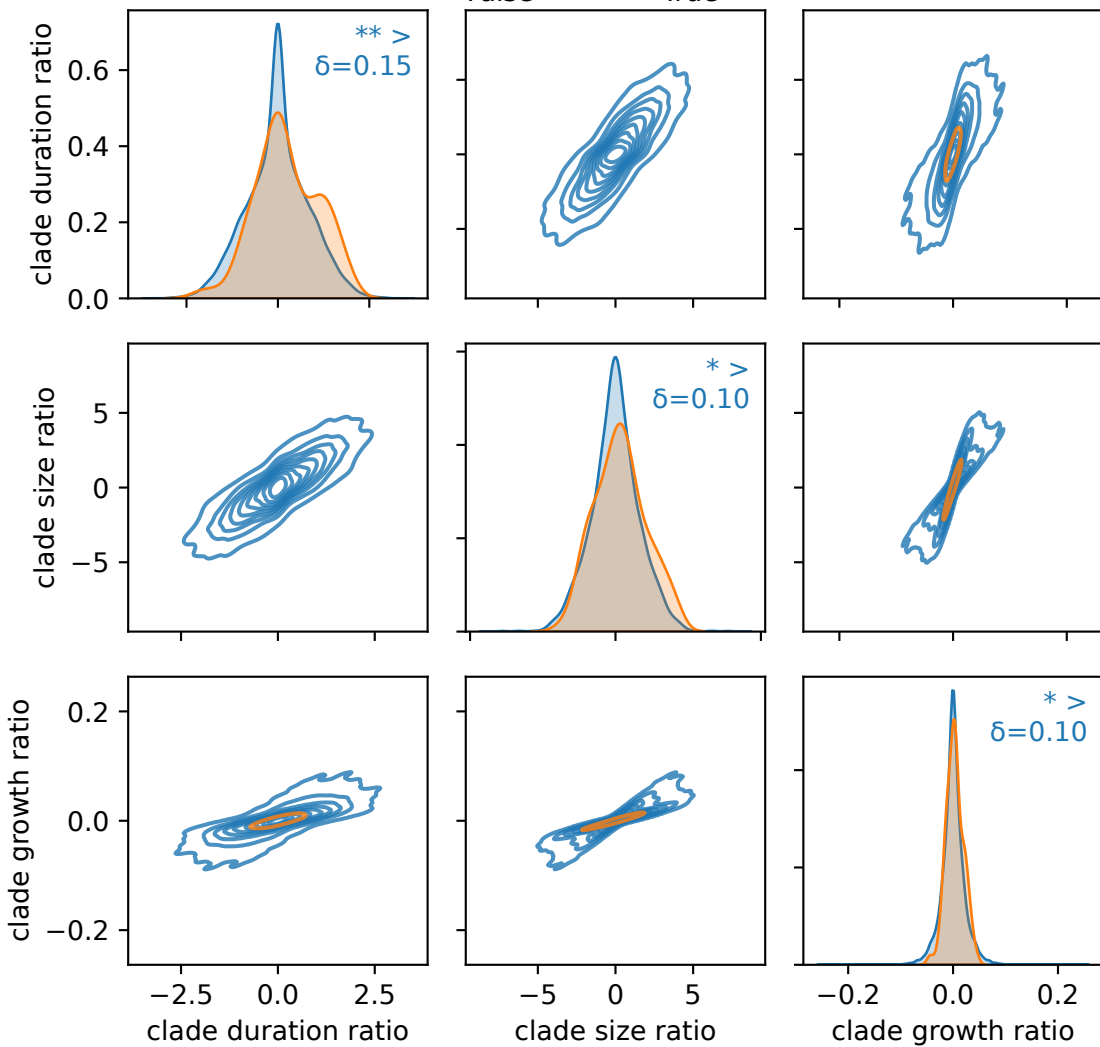 clade duration ratio
0.6
0.4
0.2
0.0
** >
δ=0.15
clade size ratio
5
0
−5
* >
δ=0.10
clade growth ratio
0.2
0.0
−0.2
* >
δ=0.10
−2.5 0.0 2.5
−5 0 5
−0.2 0.0 0.2
clade duration ratio
clade size ratio
clade growth ratio